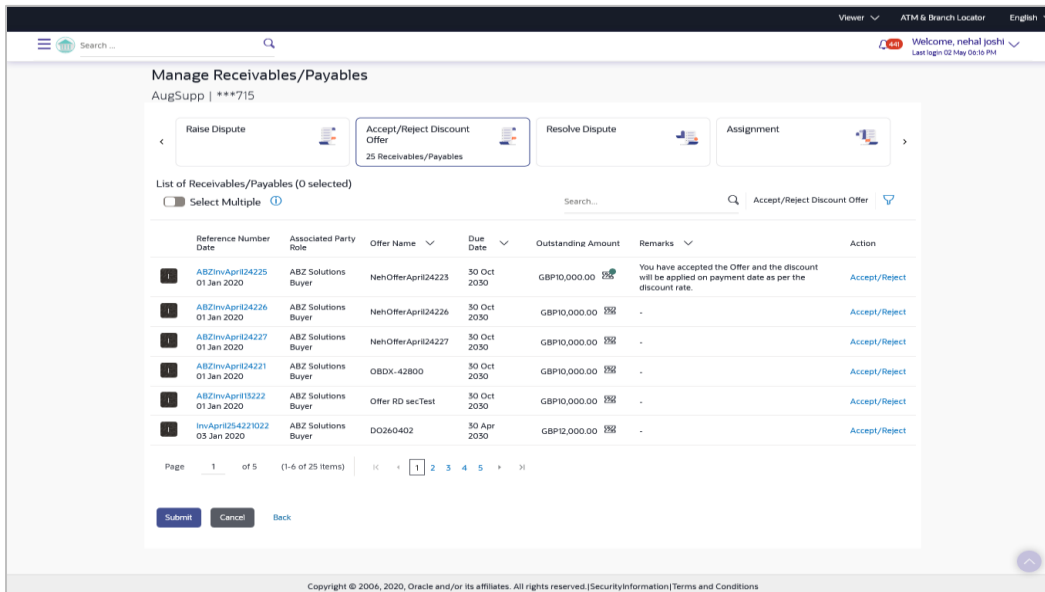 Viewer ATM & Branch Locator English
Search ... 441 Welcome, nehal joshi
Last login 02 May 06:16 PM
Manage Receivables/Payables
AugSupp | ***715
Raise Dispute
Accept/Reject Discount Offer
25 Receivables/Payables
Resolve Dispute
Assignment
List of Receivables/Payables (0 selected)
Select Multiple Search... Accept/Reject Discount Offer
Reference Number Date Associated Party Role Offer Name Due Date Outstanding Amount Remarks Action
I ABZInvApril24225 01 Jan 2020 ABZ Solutions Buyer NehOfferApril24223 30 Oct 2030 GBP10,000.00 You have accepted the Offer and the discount will be applied on payment date as per the discount rate. Accept/Reject
I ABZInvApril24226 01 Jan 2020 ABZ Solutions Buyer NehOfferApril24226 30 Oct 2030 GBP10,000.00 - Accept/Reject
I ABZInvApril24227 01 Jan 2020 ABZ Solutions Buyer NehOfferApril24227 30 Oct 2030 GBP10,000.00 - Accept/Reject
I ABZInvApril24221 01 Jan 2020 ABZ Solutions Buyer OBDX-42800 30 Oct 2030 GBP10,000.00 - Accept/Reject
I ABZInvApril13222 01 Jan 2020 ABZ Solutions Buyer Offer RD secTest 30 Oct 2030 GBP10,000.00 - Accept/Reject
I InvApril254221022 03 Jan 2020 ABZ Solutions Buyer DO260402 30 Apr 2030 GBP12,000.00 - Accept/Reject
Page 1 of 5 (1-6 of 25 items) 1 2 3 4 5
Submit Cancel Back
Copyright © 2006, 2020, Oracle and/or its affiliates. All rights reserved.|SecurityInformation|Terms and Conditions